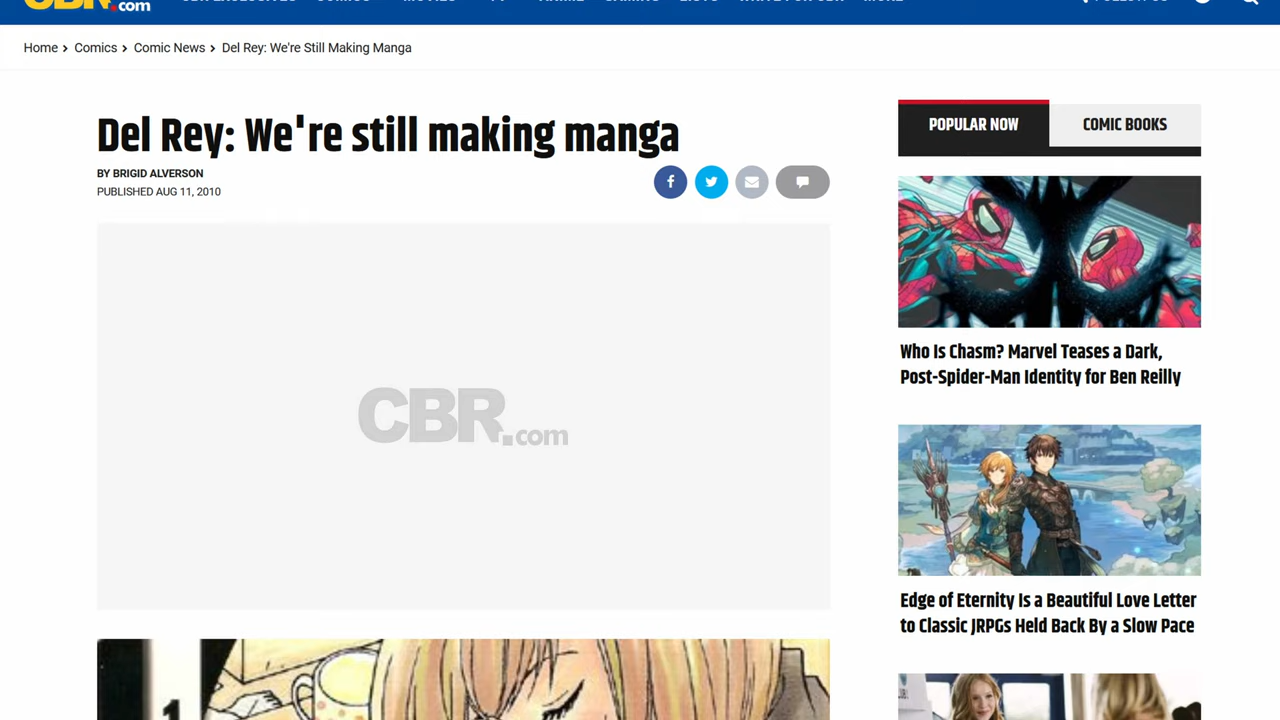 CBR.com
Home > Comics > Comic News > Del Rey: We're Still Making Manga
Del Rey: We're still making manga
BY BRIGID ALVERSON
PUBLISHED AUG 11, 2010
CBR.com
1
POPULAR NOW
COMIC BOOKS
Who Is Chasm? Marvel Teases a Dark,
Post-Spider-Man Identity for Ben Reilly
Edge of Eternity Is a Beautiful Love Letter
to Classic JRPGs Held Back By a Slow Pace